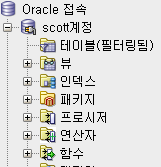 Oracle 접속
scott계정
테이블(필터링됨)
뷰
인덱스
패키지
프로시저
연산자
함수